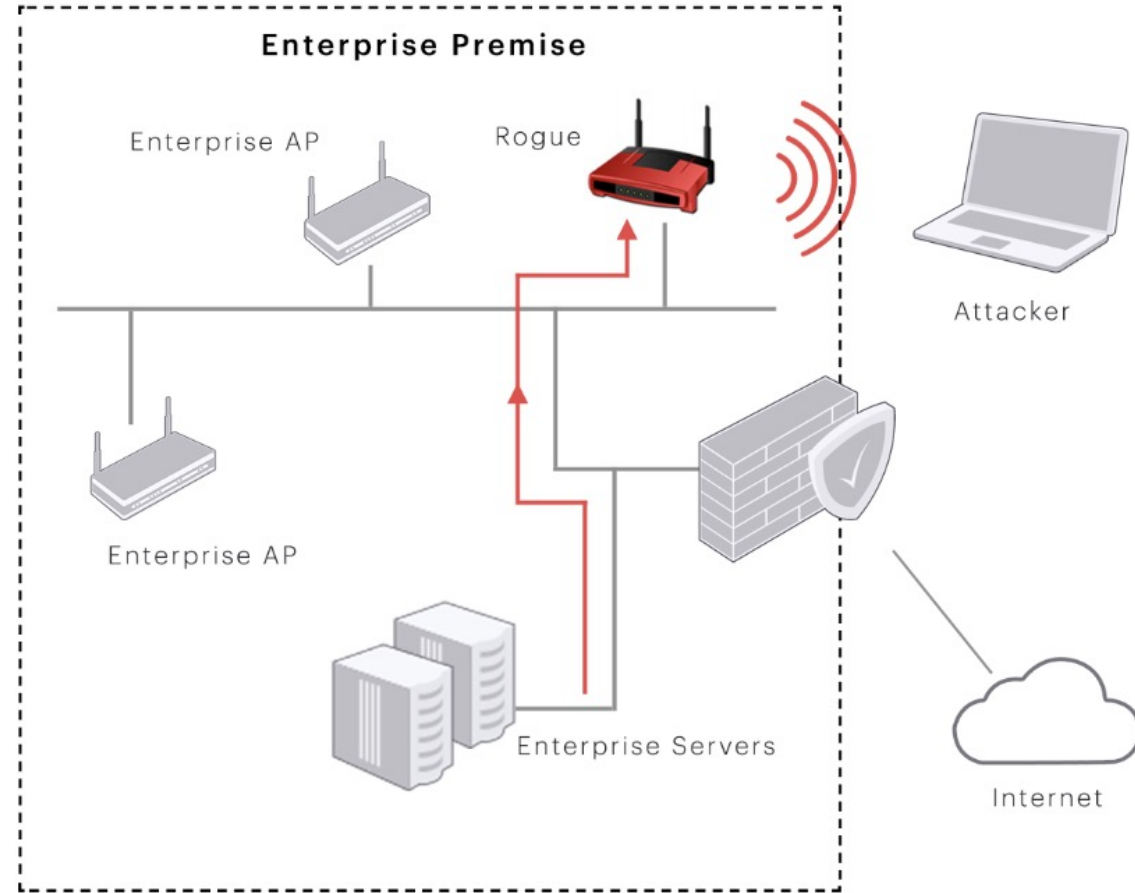 Enterprise Premise
Enterprise AP
Rogue
Attacker
Enterprise AP
Enterprise Servers
Internet